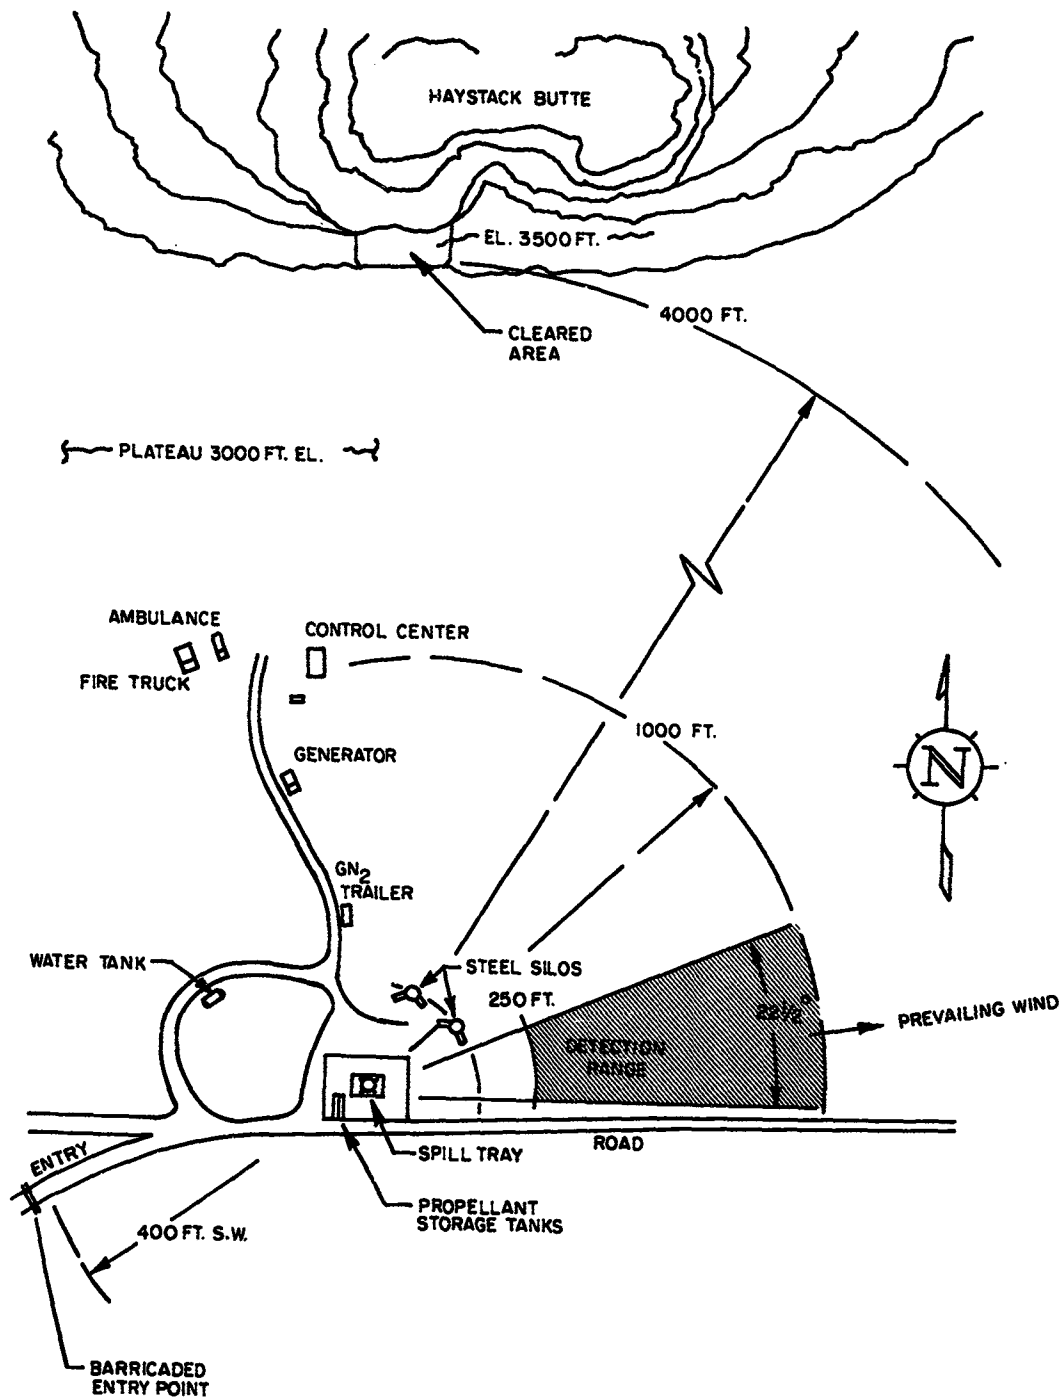 HAYSTACK BUTTE
EL. 3500 FT.
4000 FT.
CLEARED
AREA
PLATEAU 3000 FT. EL.
AMBULANCE
CONTROL CENTER
FIRE TRUCK
1000 FT.
N
GENERATOR
GN2
TRAILER
WATER TANK
STEEL SILOS
250 FT.
22½°
PREVAILING WIND
DETECTION
RANGE
ROAD
ENTRY
SPILL TRAY
PROPELLANT
STORAGE TANKS
400 FT. S.W.
BARRICADED
ENTRY POINT